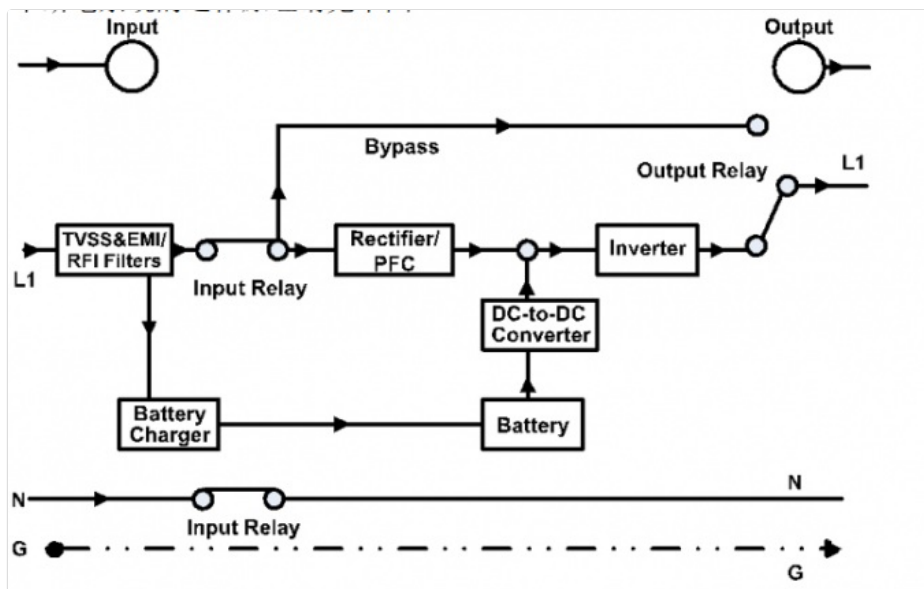 Input
Output
Bypass
Output Relay
L1
TVSS&EMI/
RFI Filters
L1
Input Relay
Rectifier/
PFC
Inverter
DC-to-DC
Converter
Battery
Charger
Battery
N
N
Input Relay
G
G